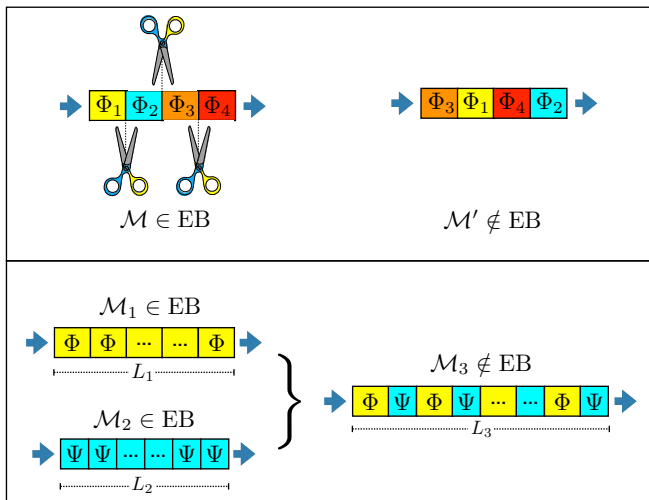 Φ₁ Φ₂ Φ₃ Φ₄
Φ₃ Φ₁ Φ₄ Φ₂
ℳ ∈ EB
ℳ′ ∉ EB
ℳ₁ ∈ EB
Φ Φ ... ... Φ
L₁
ℳ₂ ∈ EB
Ψ Ψ ... ... Ψ Ψ
L₂
ℳ₃ ∉ EB
Φ Ψ Φ Ψ ... ... Φ Ψ
L₃